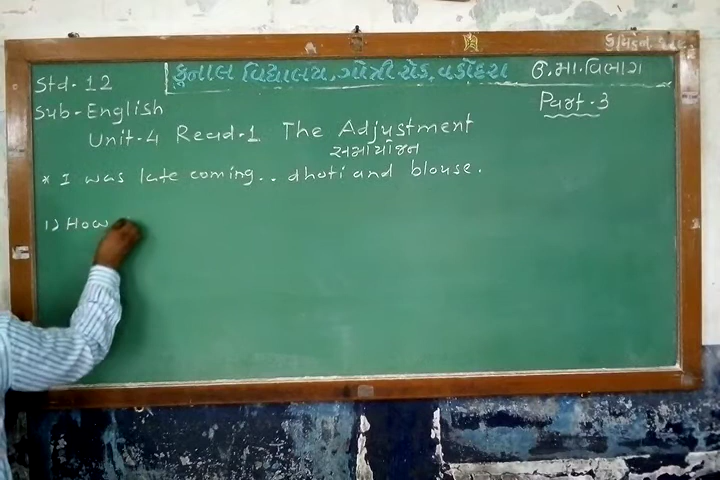 કુનાલ વિદ્યાલય, ગોત્રી રોડ, વડોદરા ઉ.મા.વિભાગ
Std-12
Sub-English
Part-3
Unit-4 Read-1 The Adjustment
સમાયોજન
* I was late coming.. dhoti and blouse.
1) How